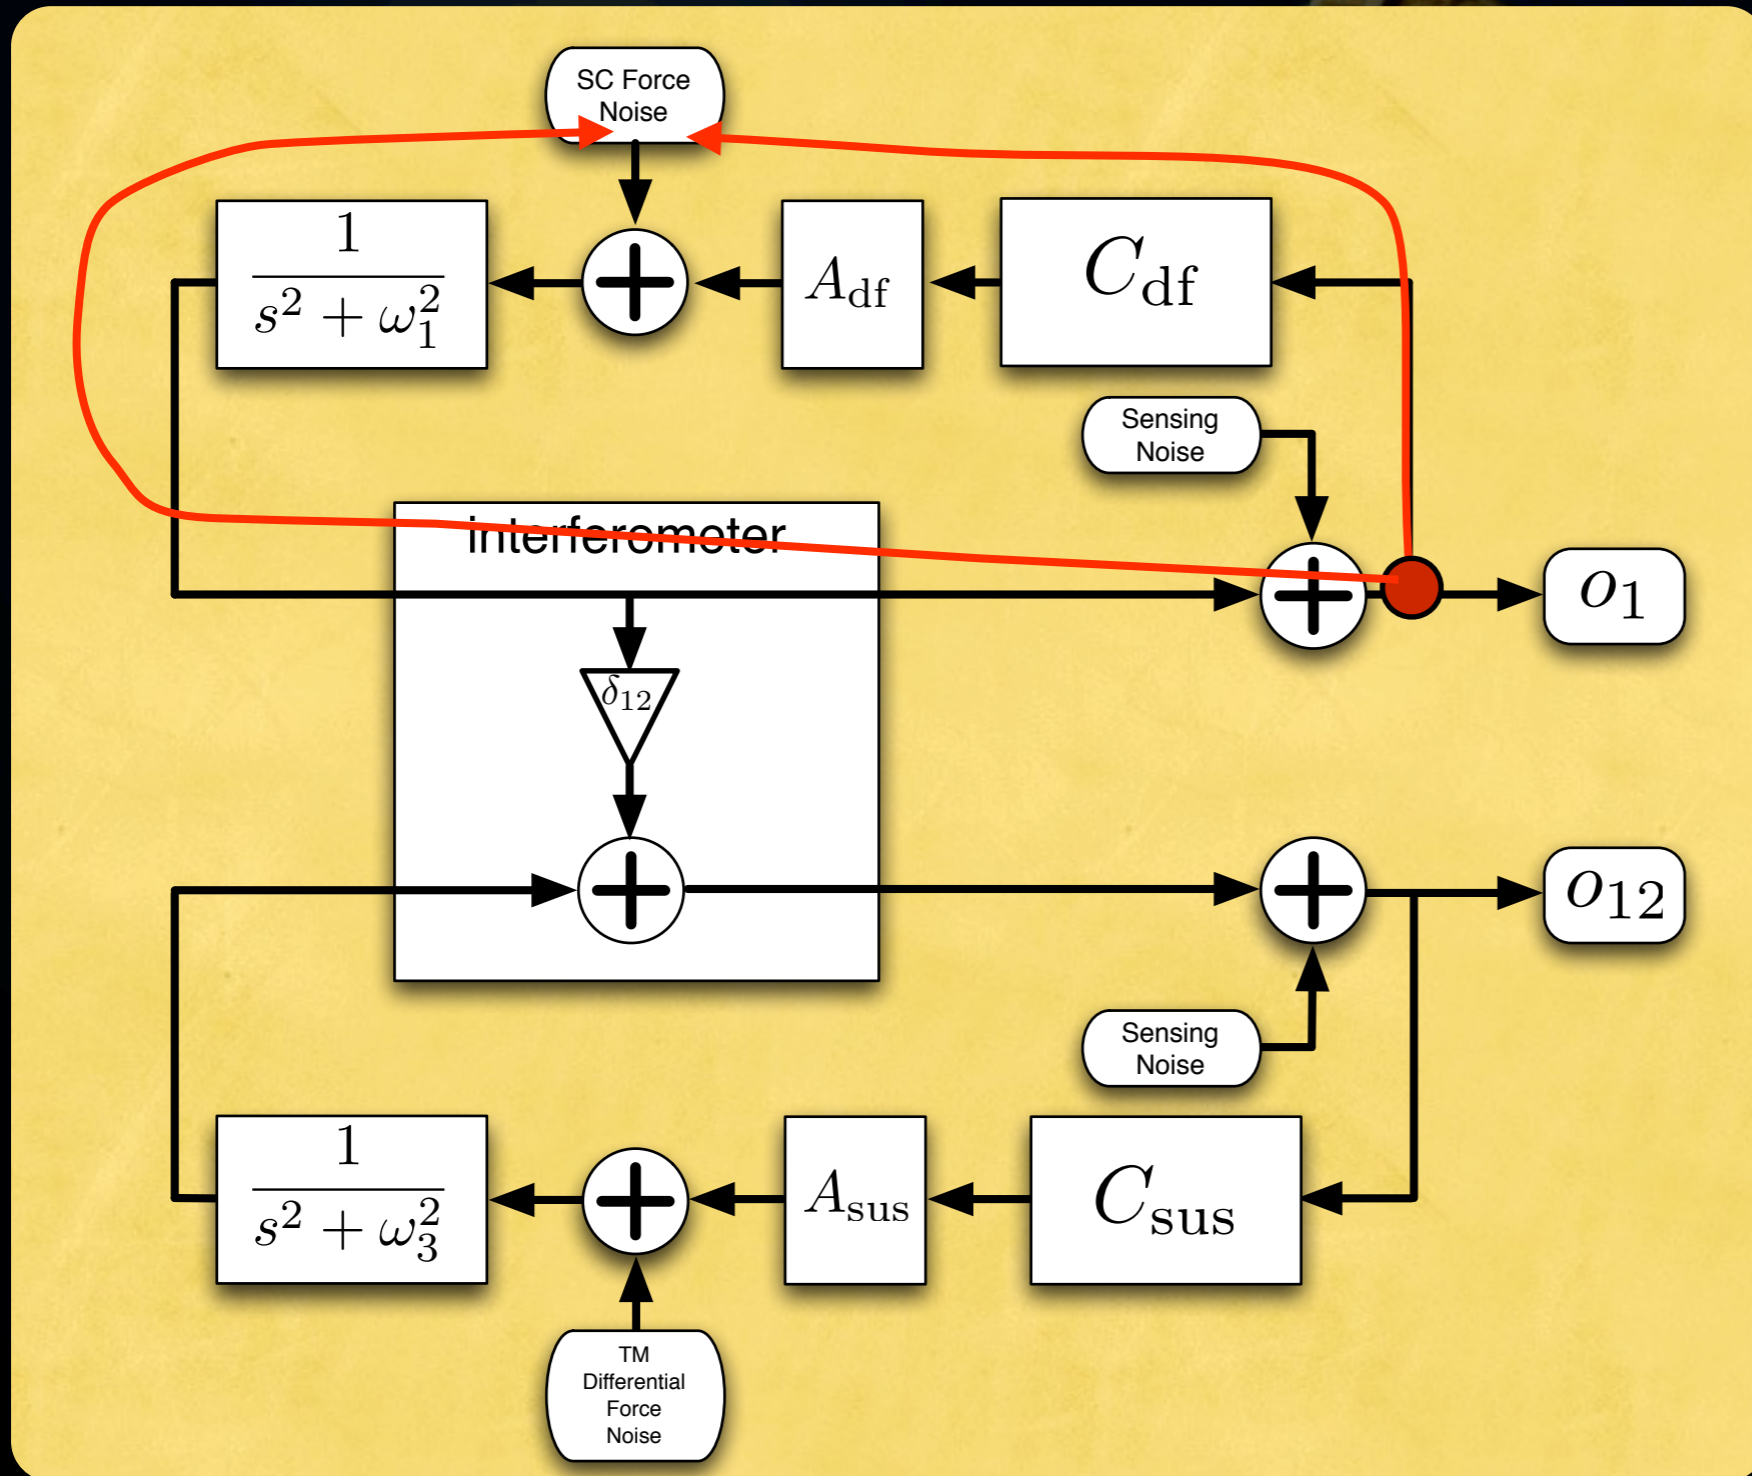 SC Force
Noise
1
s² + ω₁²
A_df
C_df
Sensing
Noise
interferometer
o₁
δ₁₂
o₁₂
Sensing
Noise
1
s² + ω₃²
A_sus
C_sus
TM
Differential
Force
Noise